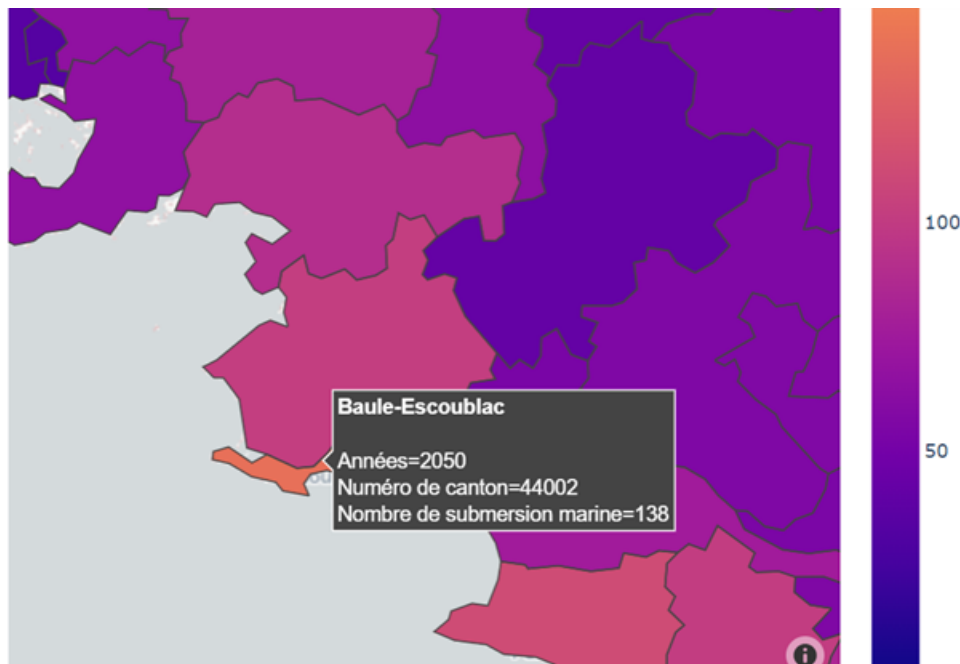 100
Baule-Escoublac
Années=2050
50
Numéro de canton=44002
Nombre de submersion marine=138